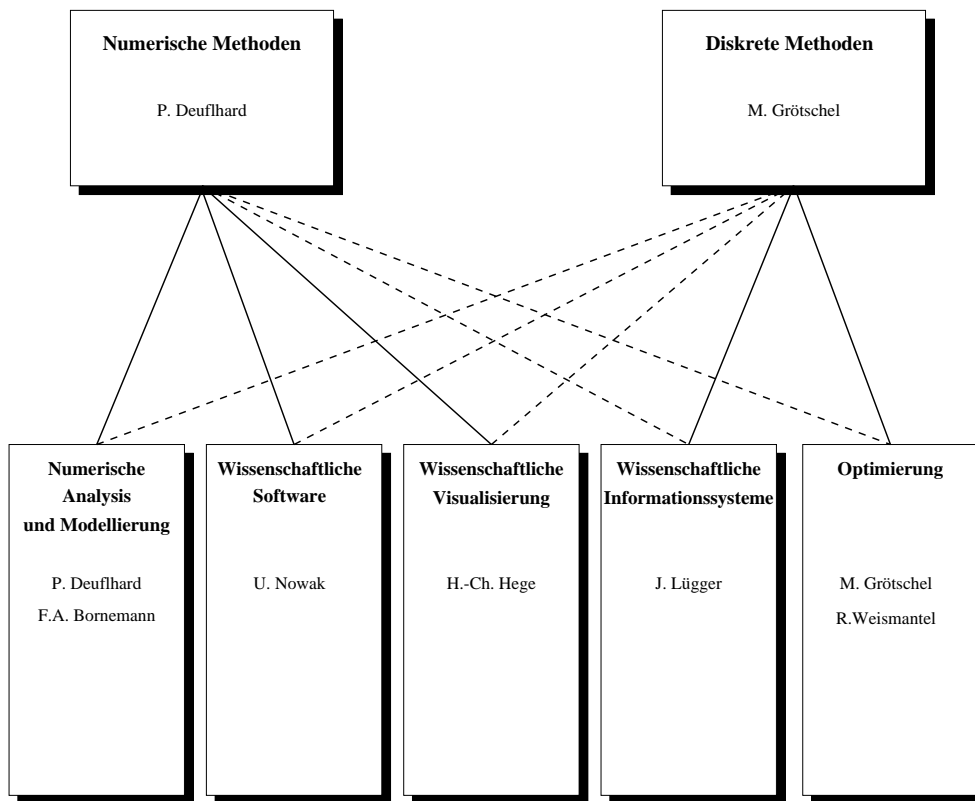 Numerische Methoden
P. Deuflhard
Diskrete Methoden
M. Grötschel
Numerische
Analysis
und Modellierung
P. Deuflhard
F.A. Bornemann
Wissenschaftliche
Software
U. Nowak
Wissenschaftliche
Visualisierung
H.-Ch. Hege
Wissenschaftliche
Informationssysteme
J. Lügger
Optimierung
M. Grötschel
R.Weismantel